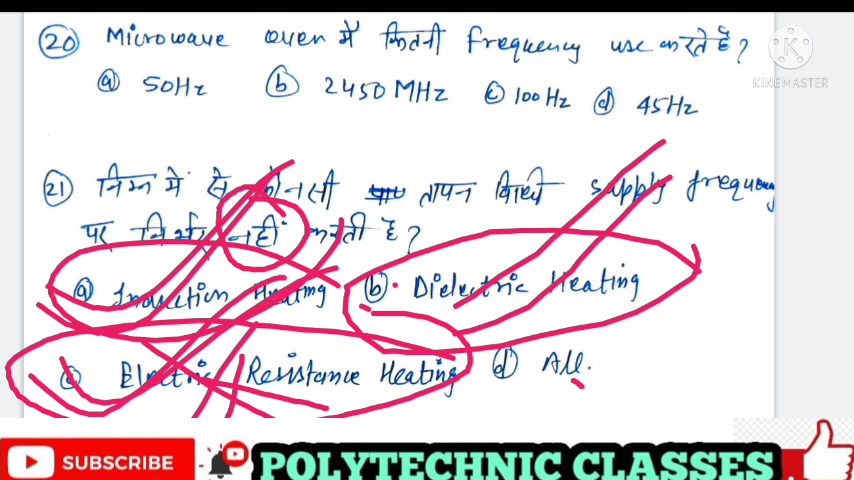 (20) Microwave oven में कितनी frequency use करते है?
(a) 50Hz (b) 2450 MHz (c) 100 Hz (d) 45Hz
KINEMASTER
(21) निम्न में से कौनसी तापन विधी supply frequency
पर निर्भर नहीं करती है?
(a) Induction Heating (b) Dielectric Heating
(c) Electric Resistance Heating (d) All.
SUBSCRIBE POLYTECHNIC CLASSES